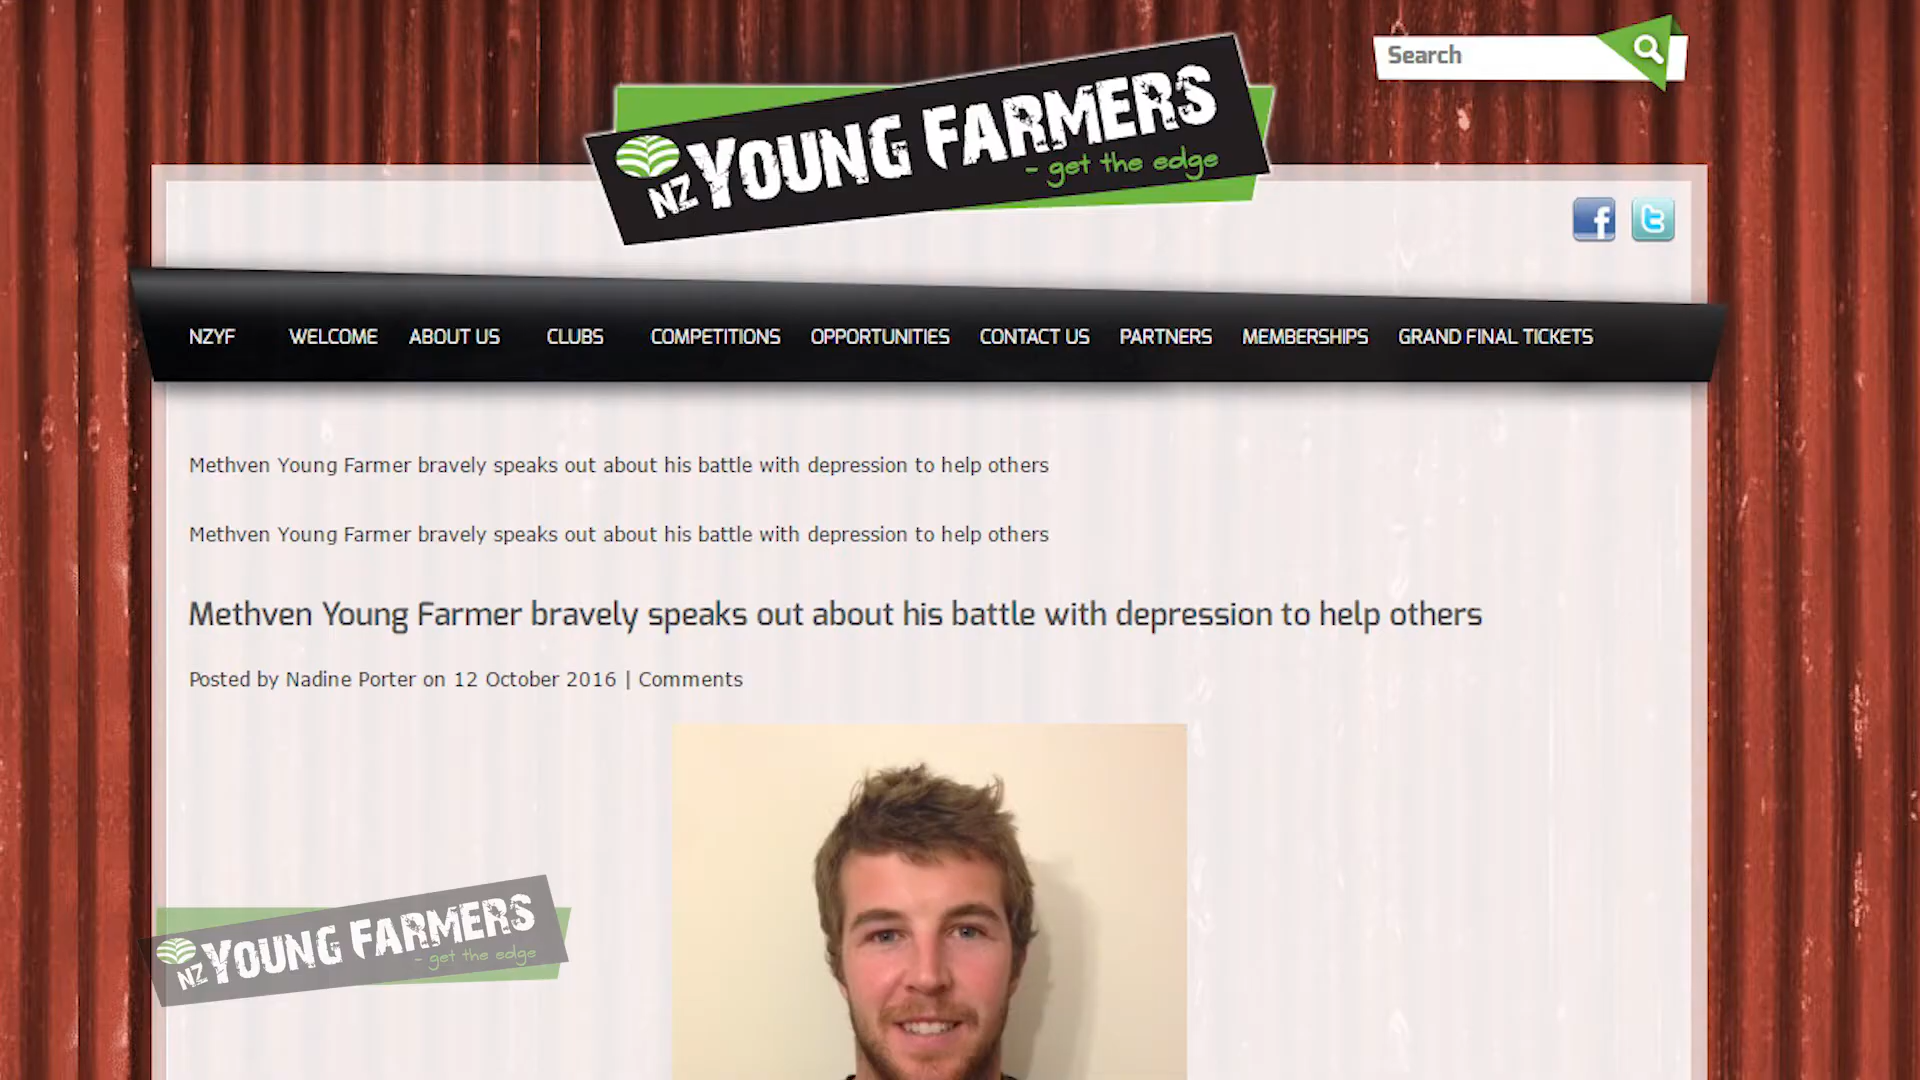 Search
NZ YOUNG FARMERS
- get the edge
NZYF WELCOME ABOUT US CLUBS COMPETITIONS OPPORTUNITIES CONTACT US PARTNERS MEMBERSHIPS GRAND FINAL TICKETS
Methven Young Farmer bravely speaks out about his battle with depression to help others
Methven Young Farmer bravely speaks out about his battle with depression to help others
Methven Young Farmer bravely speaks out about his battle with depression to help others
Posted by Nadine Porter on 12 October 2016 | Comments
NZ YOUNG FARMERS
- get the edge